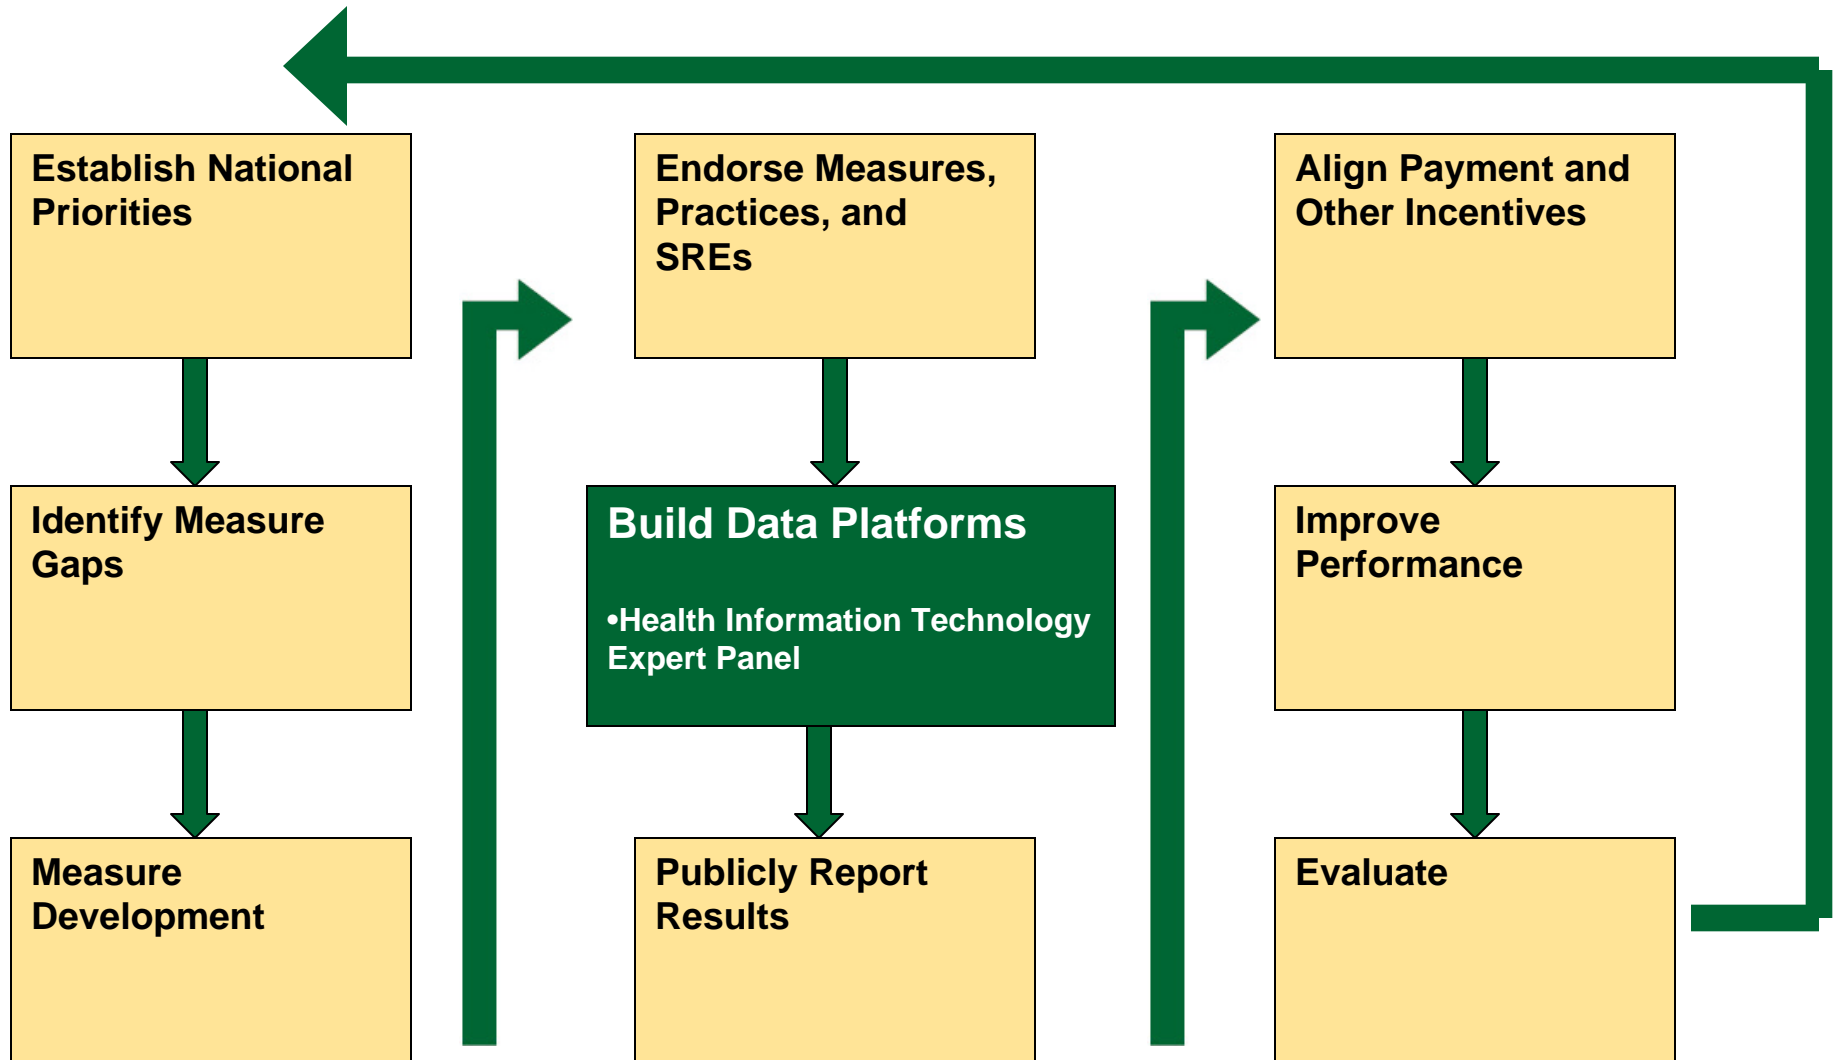 Establish National
Priorities
Identify Measure
Gaps
Measure
Development
Endorse Measures,
Practices, and
SREs
Build Data Platforms
•Health Information Technology
Expert Panel
Publicly Report
Results
Align Payment and
Other Incentives
Improve
Performance
Evaluate